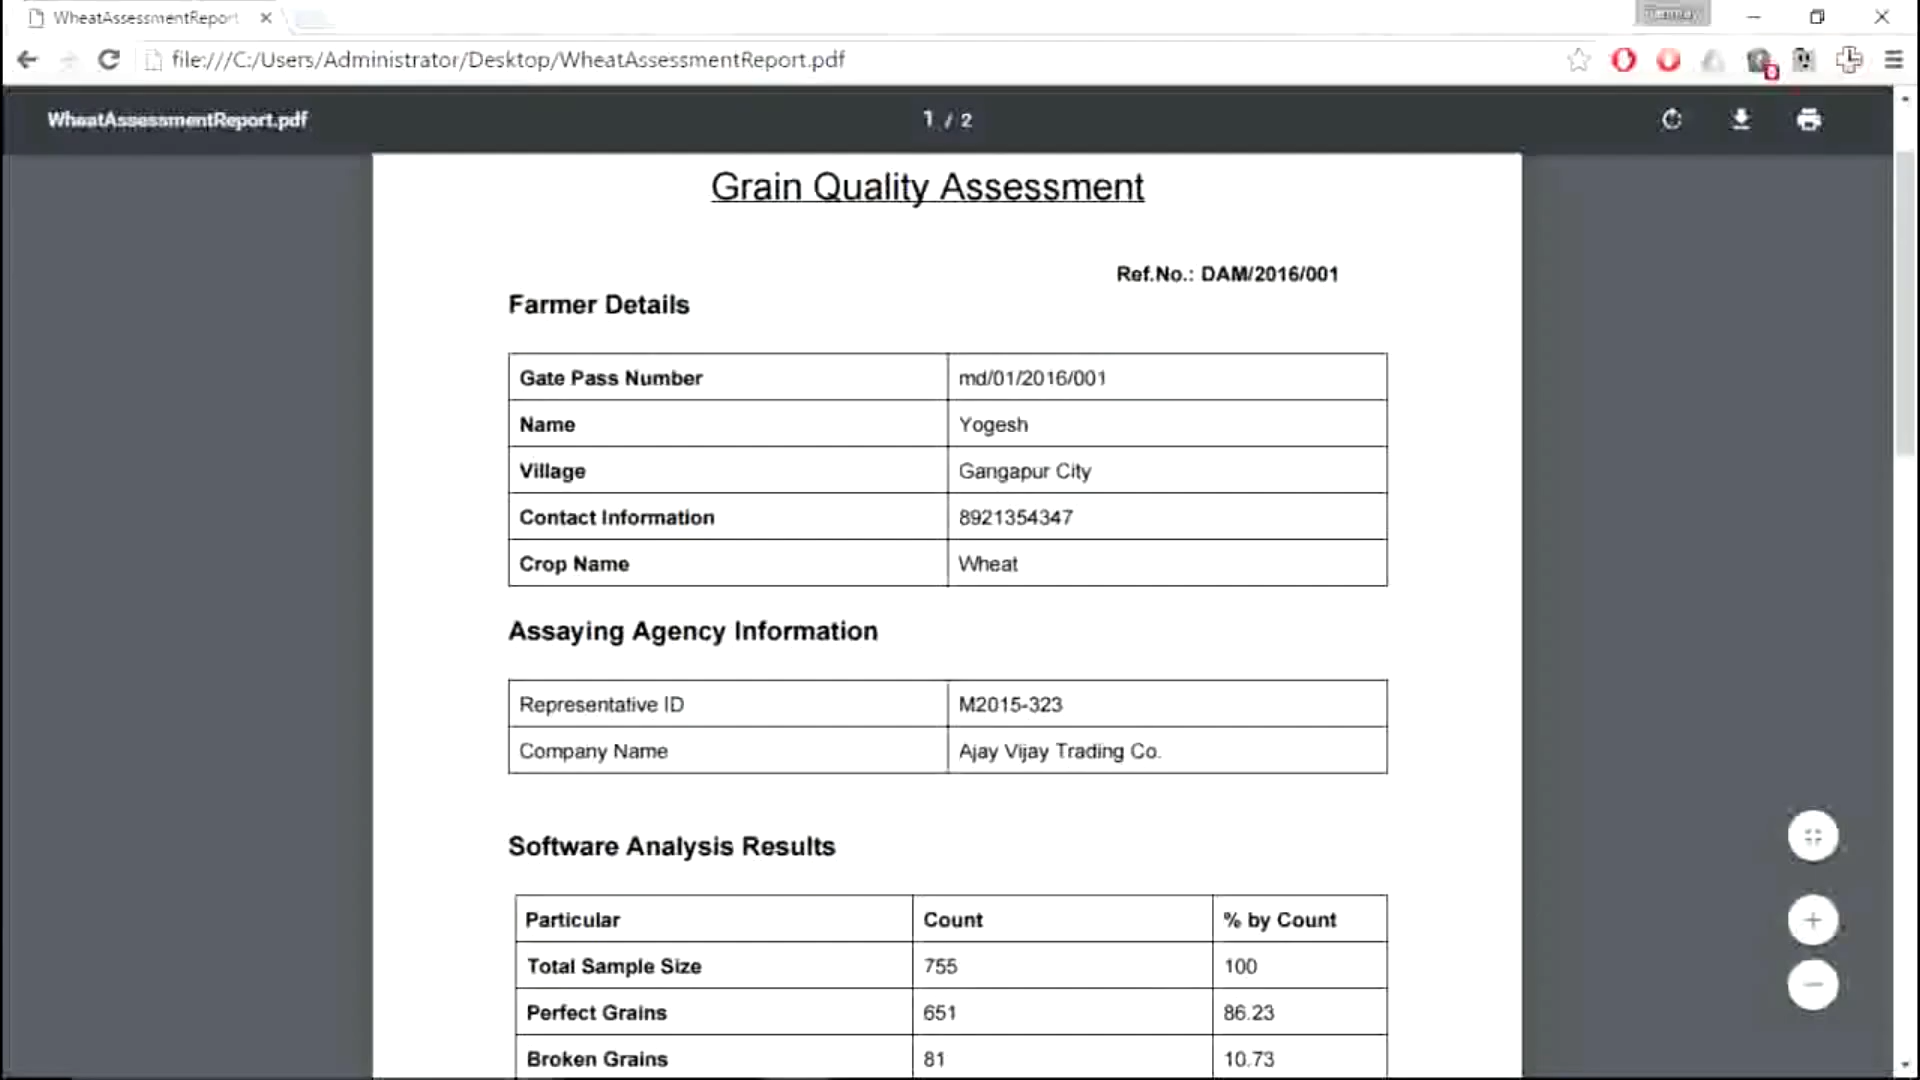 WheatAssessmentReport
file:///C:/Users/Administrator/Desktop/WheatAssessmentReport.pdf
WheatAssessmentReport.pdf
1 / 2
Grain Quality Assessment
Ref.No.: DAM/2016/001
Farmer Details
Gate Pass Number md/01/2016/001
Name Yogesh
Village Gangapur City
Contact Information 8921354347
Crop Name Wheat
Assaying Agency Information
Representative ID M2015-323
Company Name Ajay Vijay Trading Co.
Software Analysis Results
Particular Count % by Count
Total Sample Size 755 100
Perfect Grains 651 86.23
Broken Grains 81 10.73